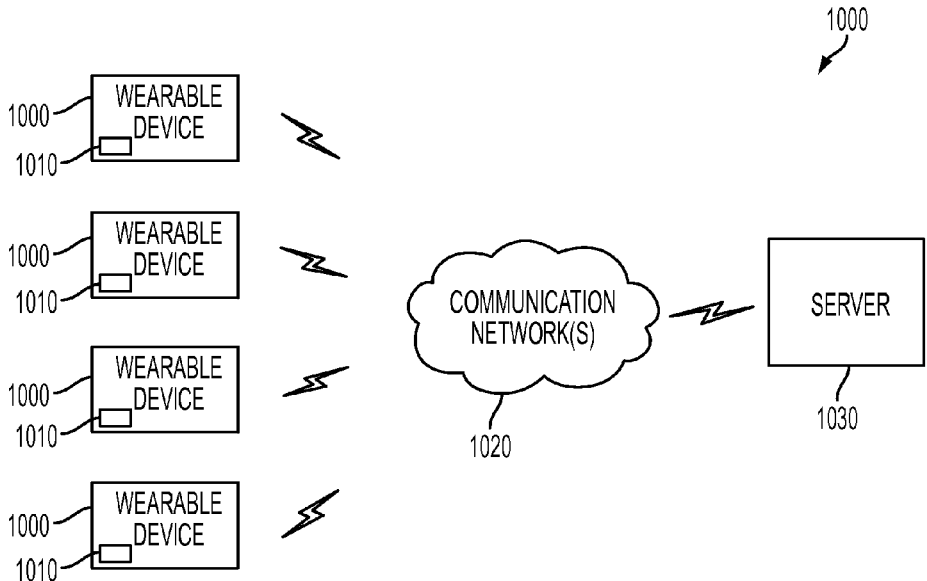 1000
1000
WEARABLE
DEVICE
1010
1000
WEARABLE
DEVICE
1010
COMMUNICATION
NETWORK(S)
1020
SERVER
1030
1000
WEARABLE
DEVICE
1010
1000
WEARABLE
DEVICE
1010